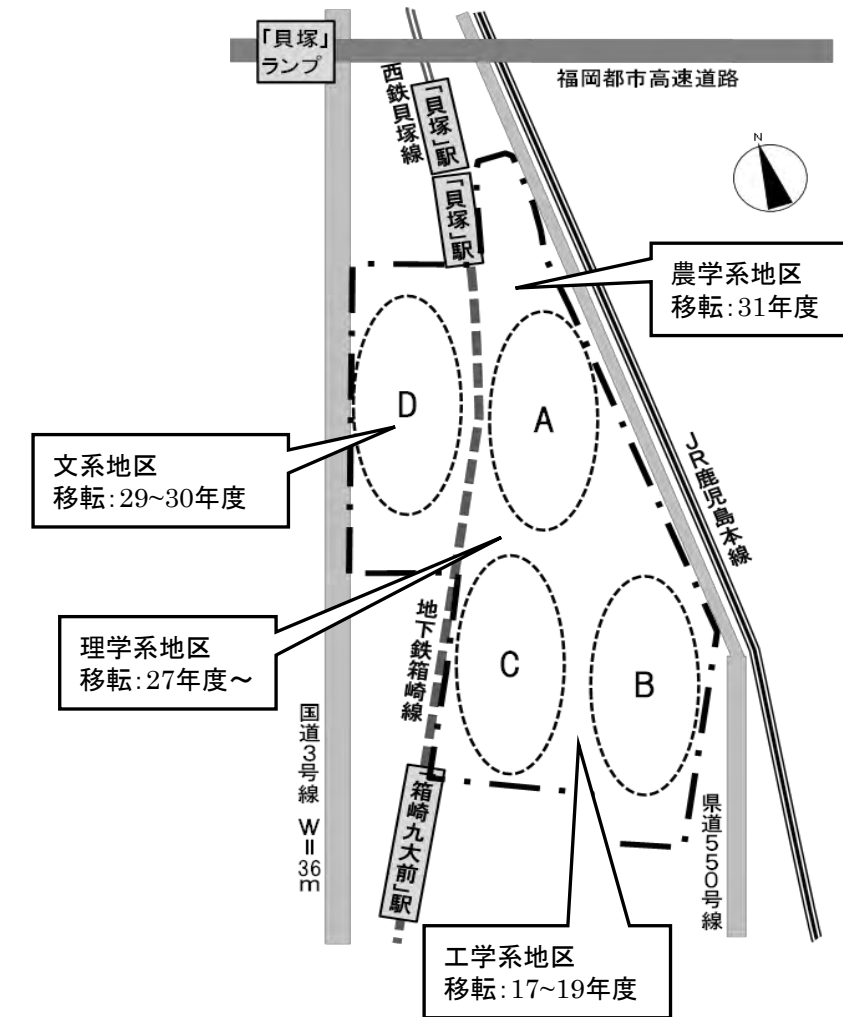 「貝塚」
ランプ
福岡都市高速道路
西鉄貝塚線
「貝塚」駅
「貝塚」駅
N
農学系地区
移転:31年度
D
A
文系地区
移転:29~30年度
JR鹿児島本線
理学系地区
移転:27年度～
地下鉄箱崎線
C
B
国道3号線 W=36m
「箱崎九大前」駅
県道550号線
工学系地区
移転:17~19年度